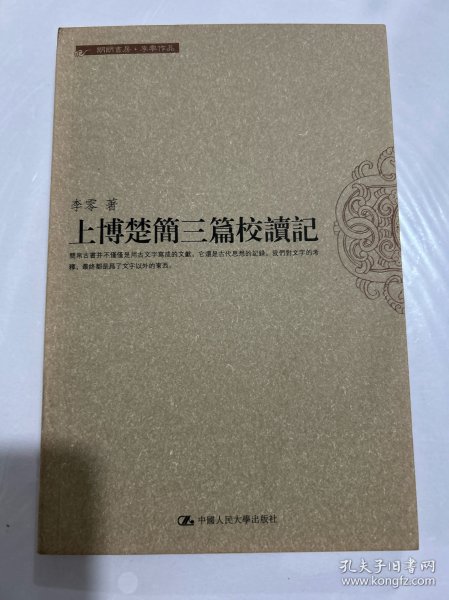 朗朗書房·李零作品
李零 著
上博楚簡三篇校讀記
簡帛古書并不僅僅是用古文字寫成的文獻，它還是古代思想的記錄。我們對文字的考
釋，最終都是爲了文字以外的東西。
中國人民大學出版社
孔夫子旧书网
www.kongfz.com